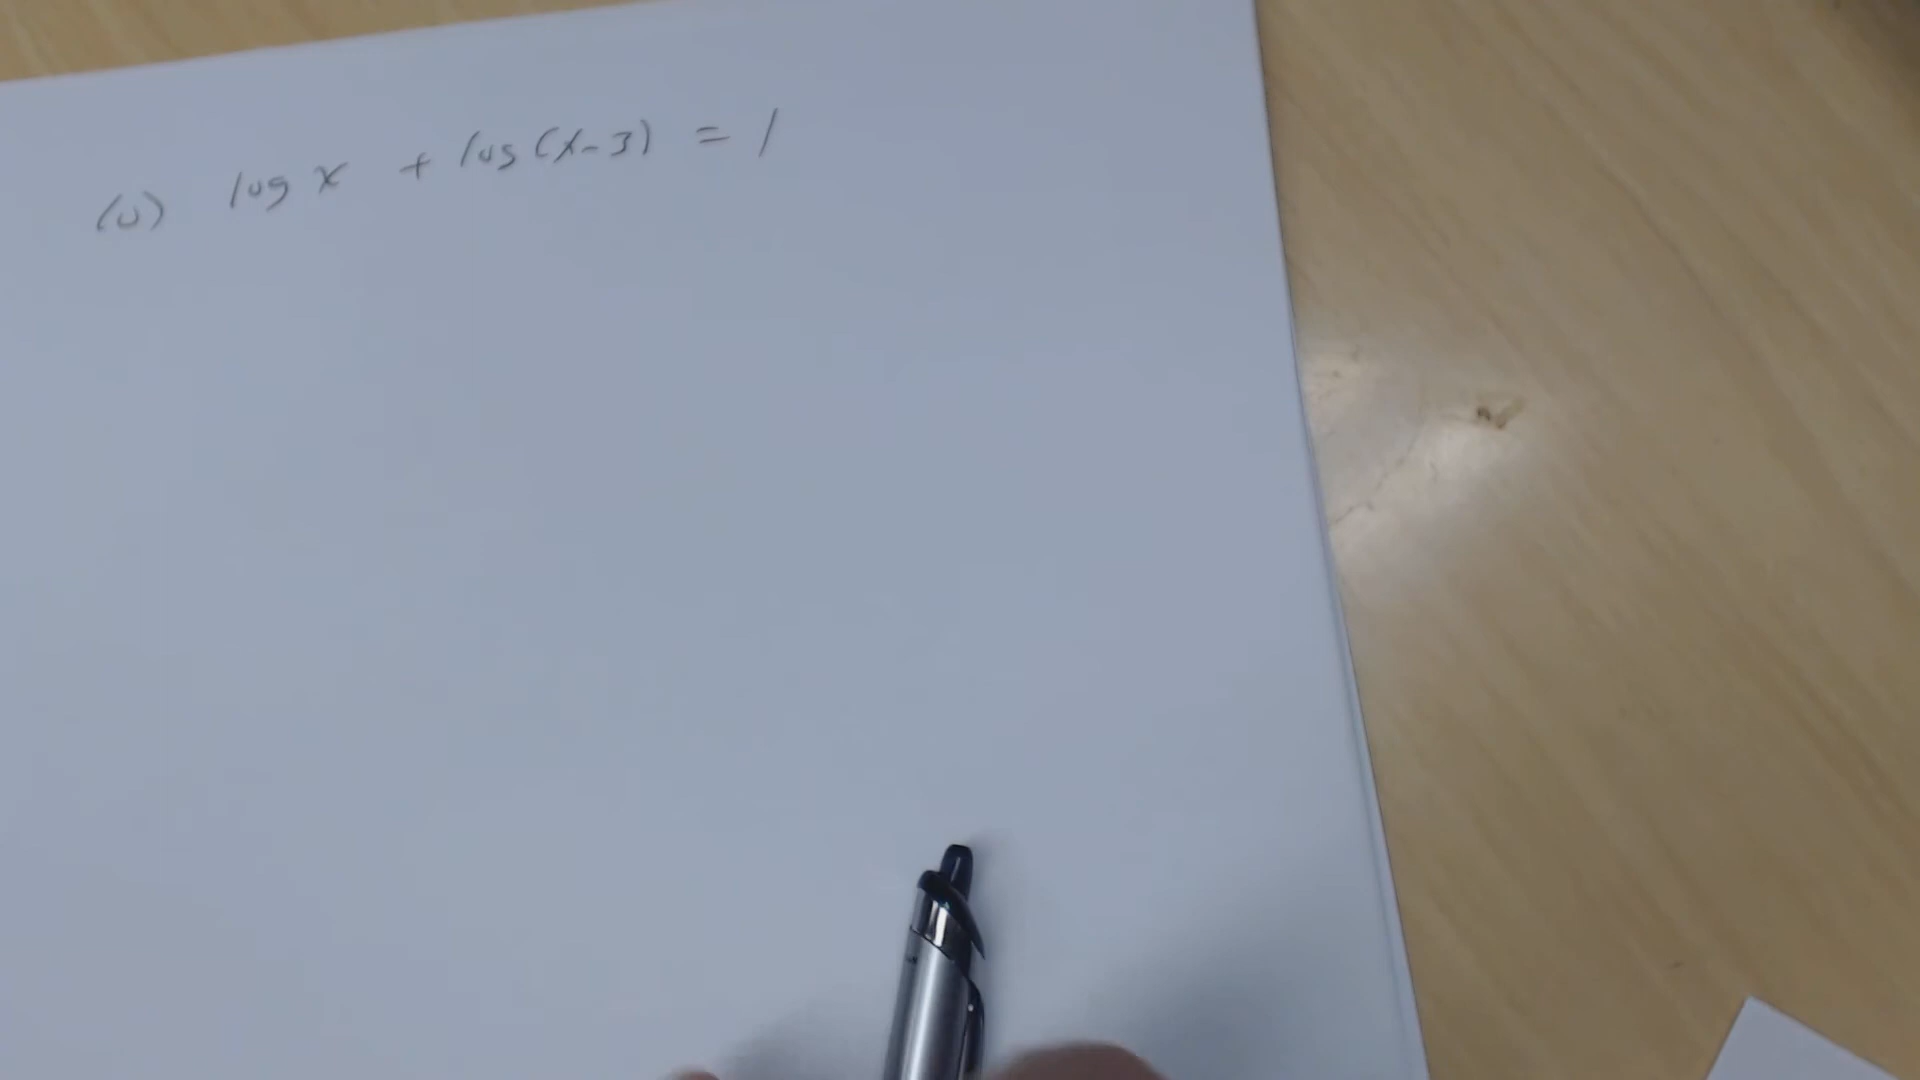 (u) log x + log (x-3) = 1